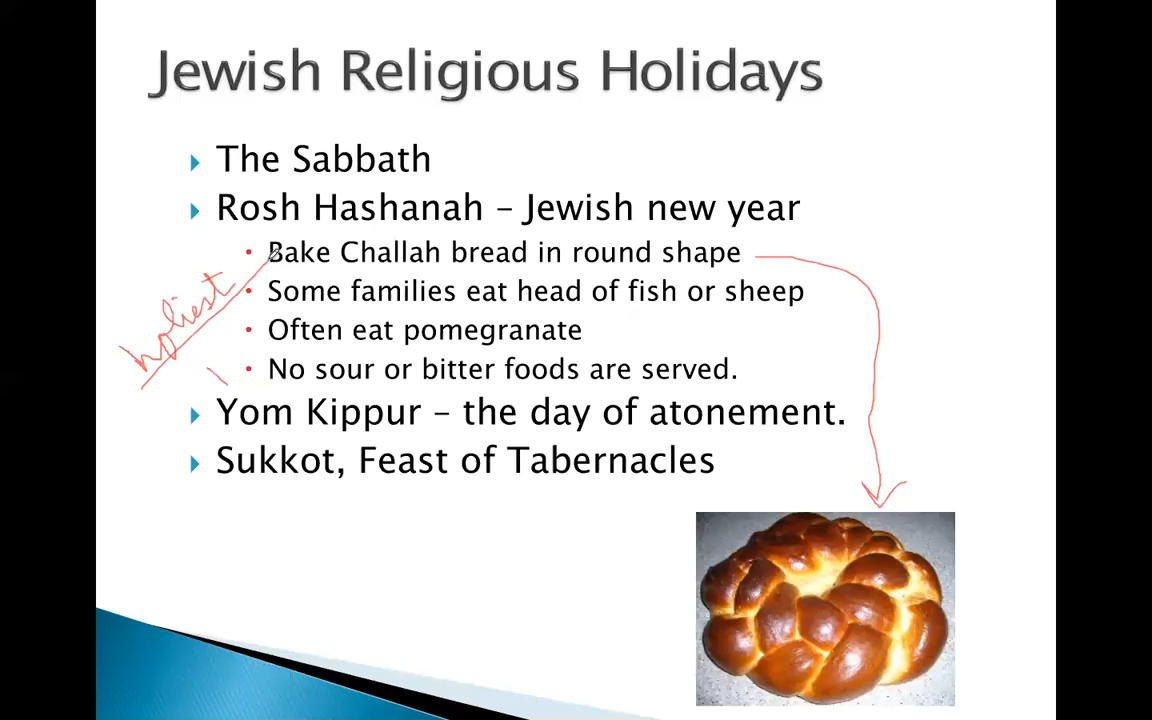 Jewish Religious Holidays
The Sabbath
Rosh Hashanah – Jewish new year
Bake Challah bread in round shape
Some families eat head of fish or sheep
Often eat pomegranate
No sour or bitter foods are served.
holiest
Yom Kippur – the day of atonement.
Sukkot, Feast of Tabernacles